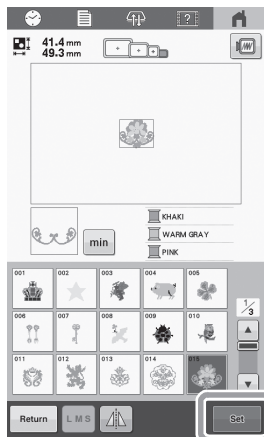 ?
41.4 mm
49.3 mm
KHAKI
WARM GRAY
min
PINK
001 002 003 004 005
1/3
006 007 008 009 010
011 012 013 014 015
Return L M S Set